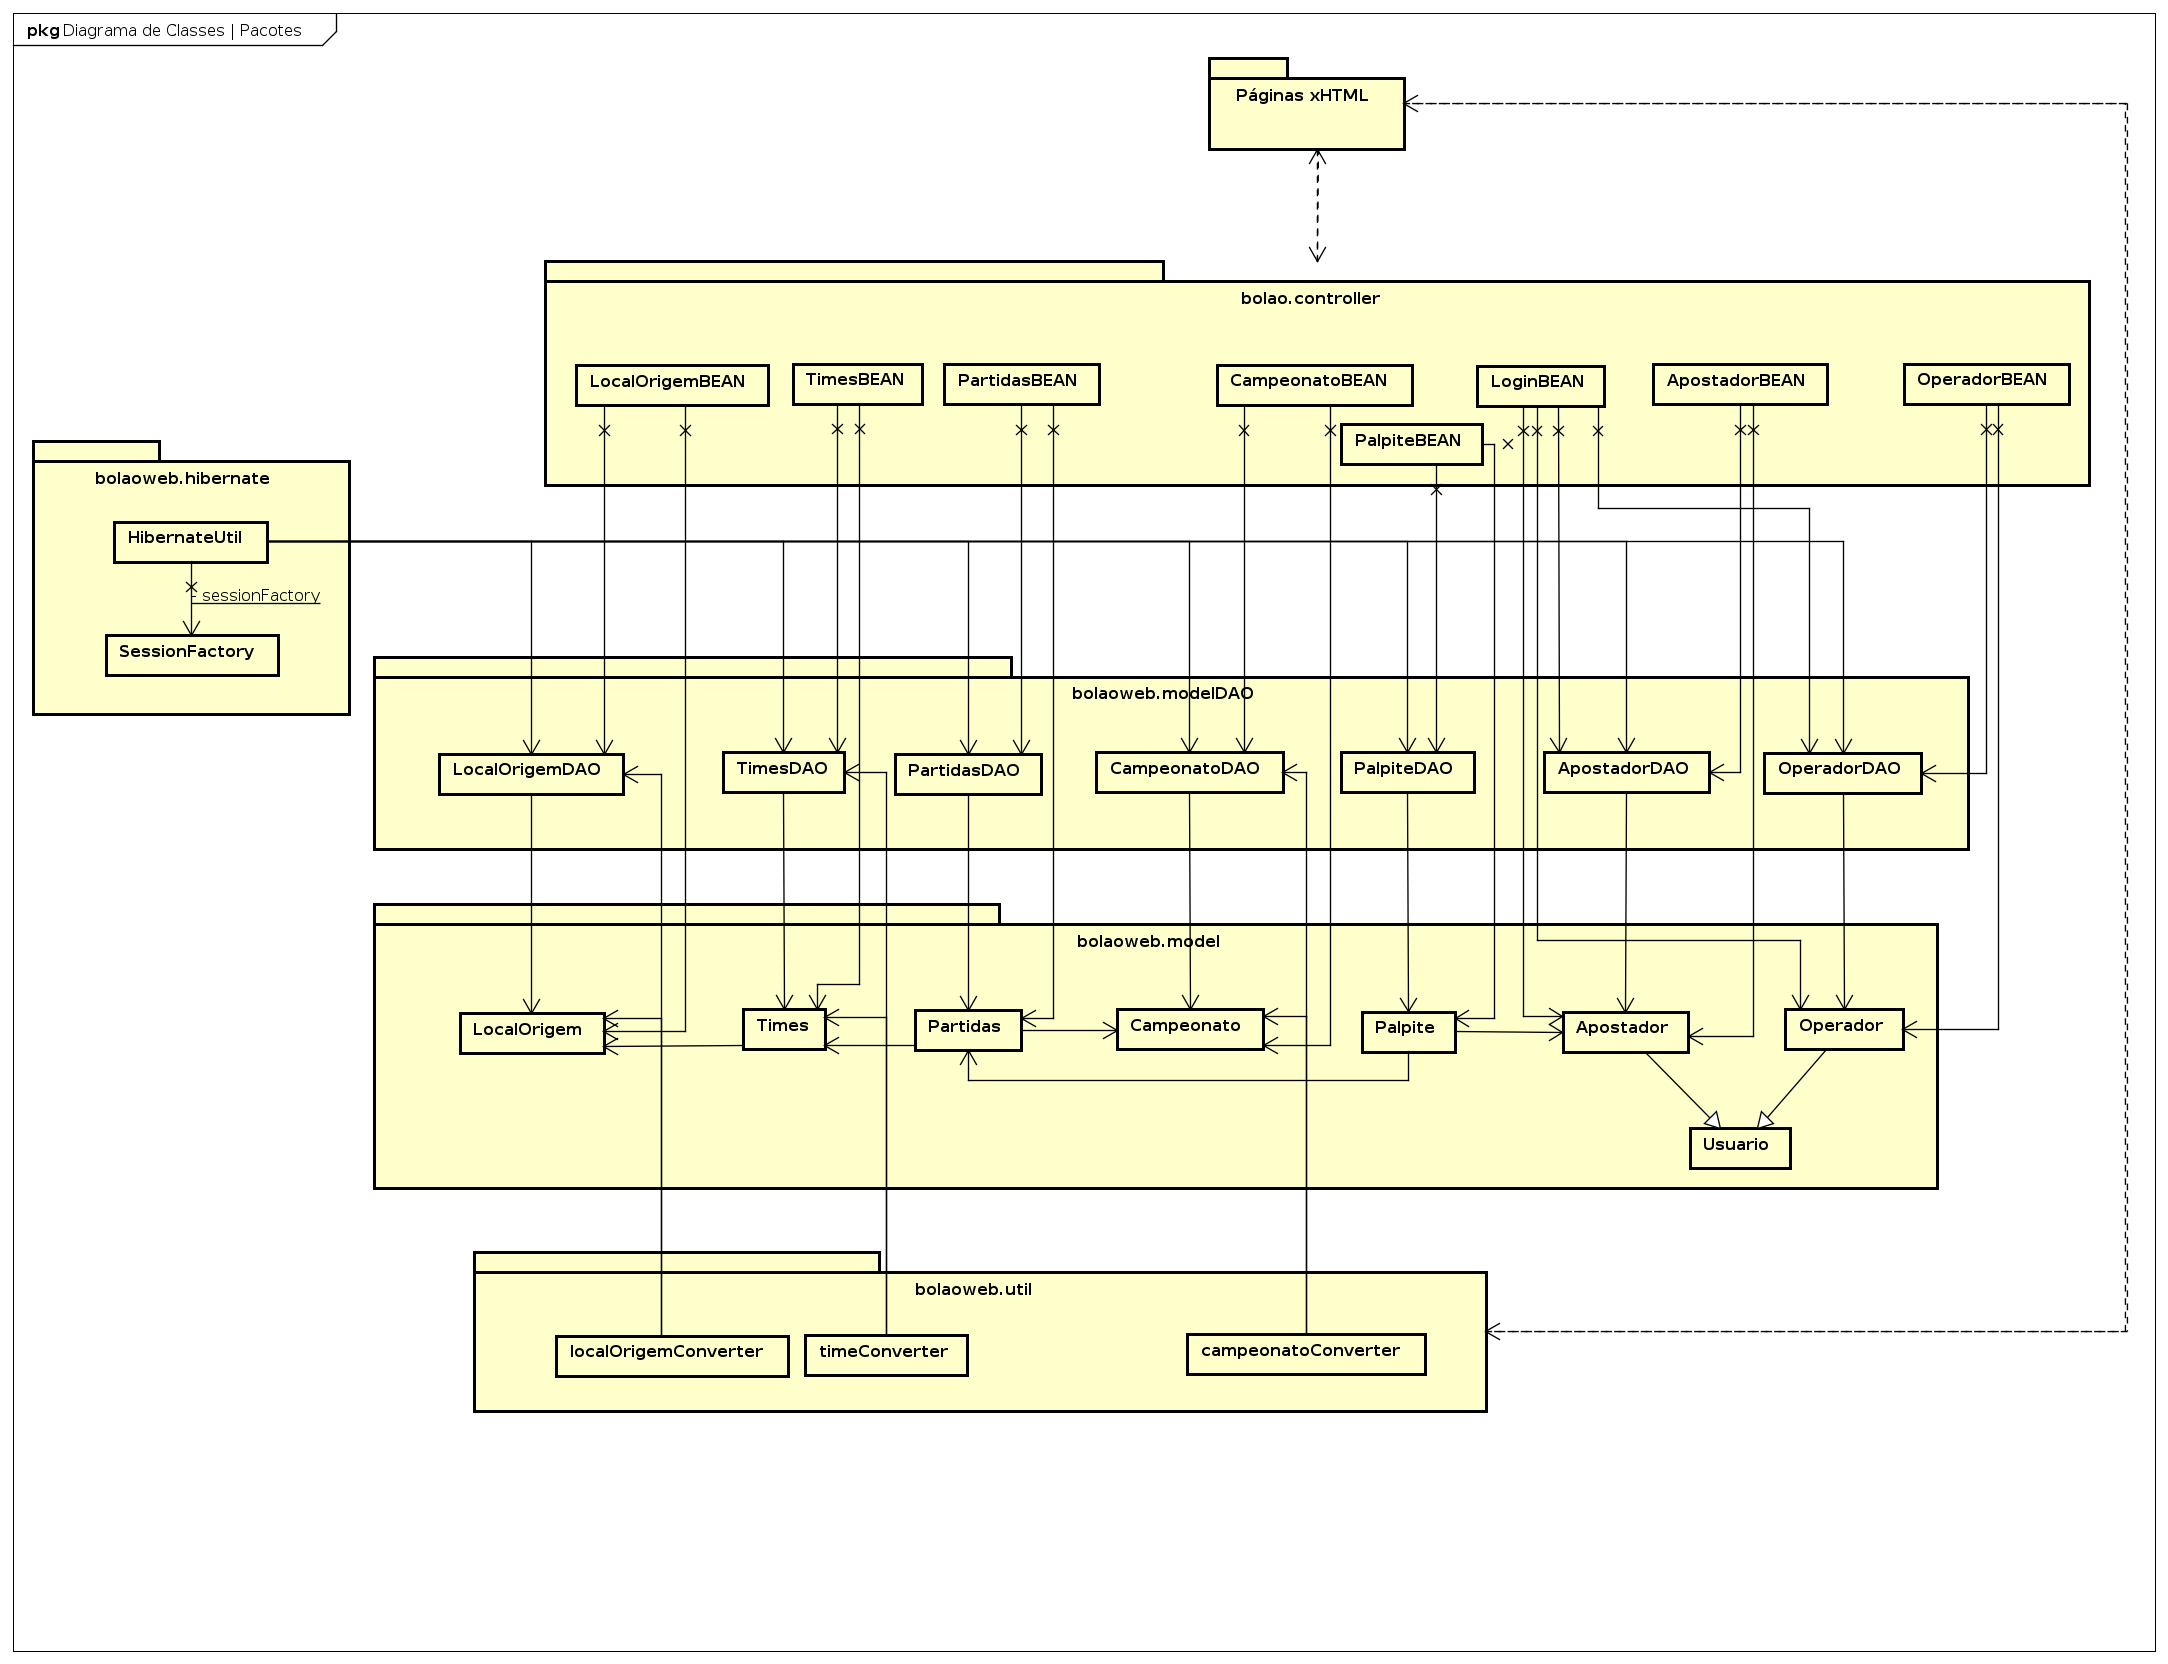 pkg Diagrama de Classes | Pacotes
Páginas xHTML
bolao.controller
LocalOrigemBEAN
TimesBEAN
PartidasBEAN
CampeonatoBEAN
LoginBEAN
ApostadorBEAN
OperadorBEAN
PalpiteBEAN
bolaoweb.hibernate
HibernateUtil
- sessionFactory
SessionFactory
bolaoweb.modelDAO
LocalOrigemDAO
TimesDAO
PartidasDAO
CampeonatoDAO
PalpiteDAO
ApostadorDAO
OperadorDAO
bolaoweb.model
LocalOrigem
Times
Partidas
Campeonato
Palpite
Apostador
Operador
Usuario
bolaoweb.util
localOrigemConverter
timeConverter
campeonatoConverter